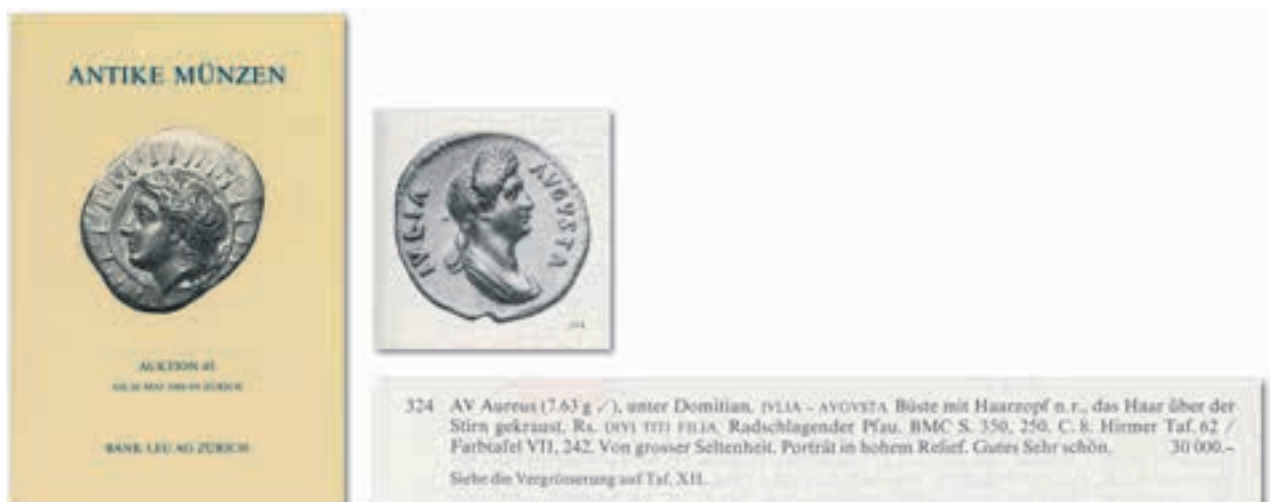 ANTIKE MÜNZEN
AUKTION 45
BANK LEU AG ZÜRICH
IVLIA AVGVSTA
324
324 AV Aureus (7.63 g ↙), unter Domitian. IVLIA – AVGVSTA Büste mit Haarzopf n. r., das Haar über der
Stirn gekraust. Rs. DIVI TITI FILIA. Radschlagender Pfau. BMC S. 350, 250. C. 8. Hirmer Taf. 62 /
Farbtafel VII, 242. Von grosser Seltenheit. Porträt in hohem Relief. Gutes Sehr schön. 30 000.–
Siehe die Vergrösserung auf Taf. XII.